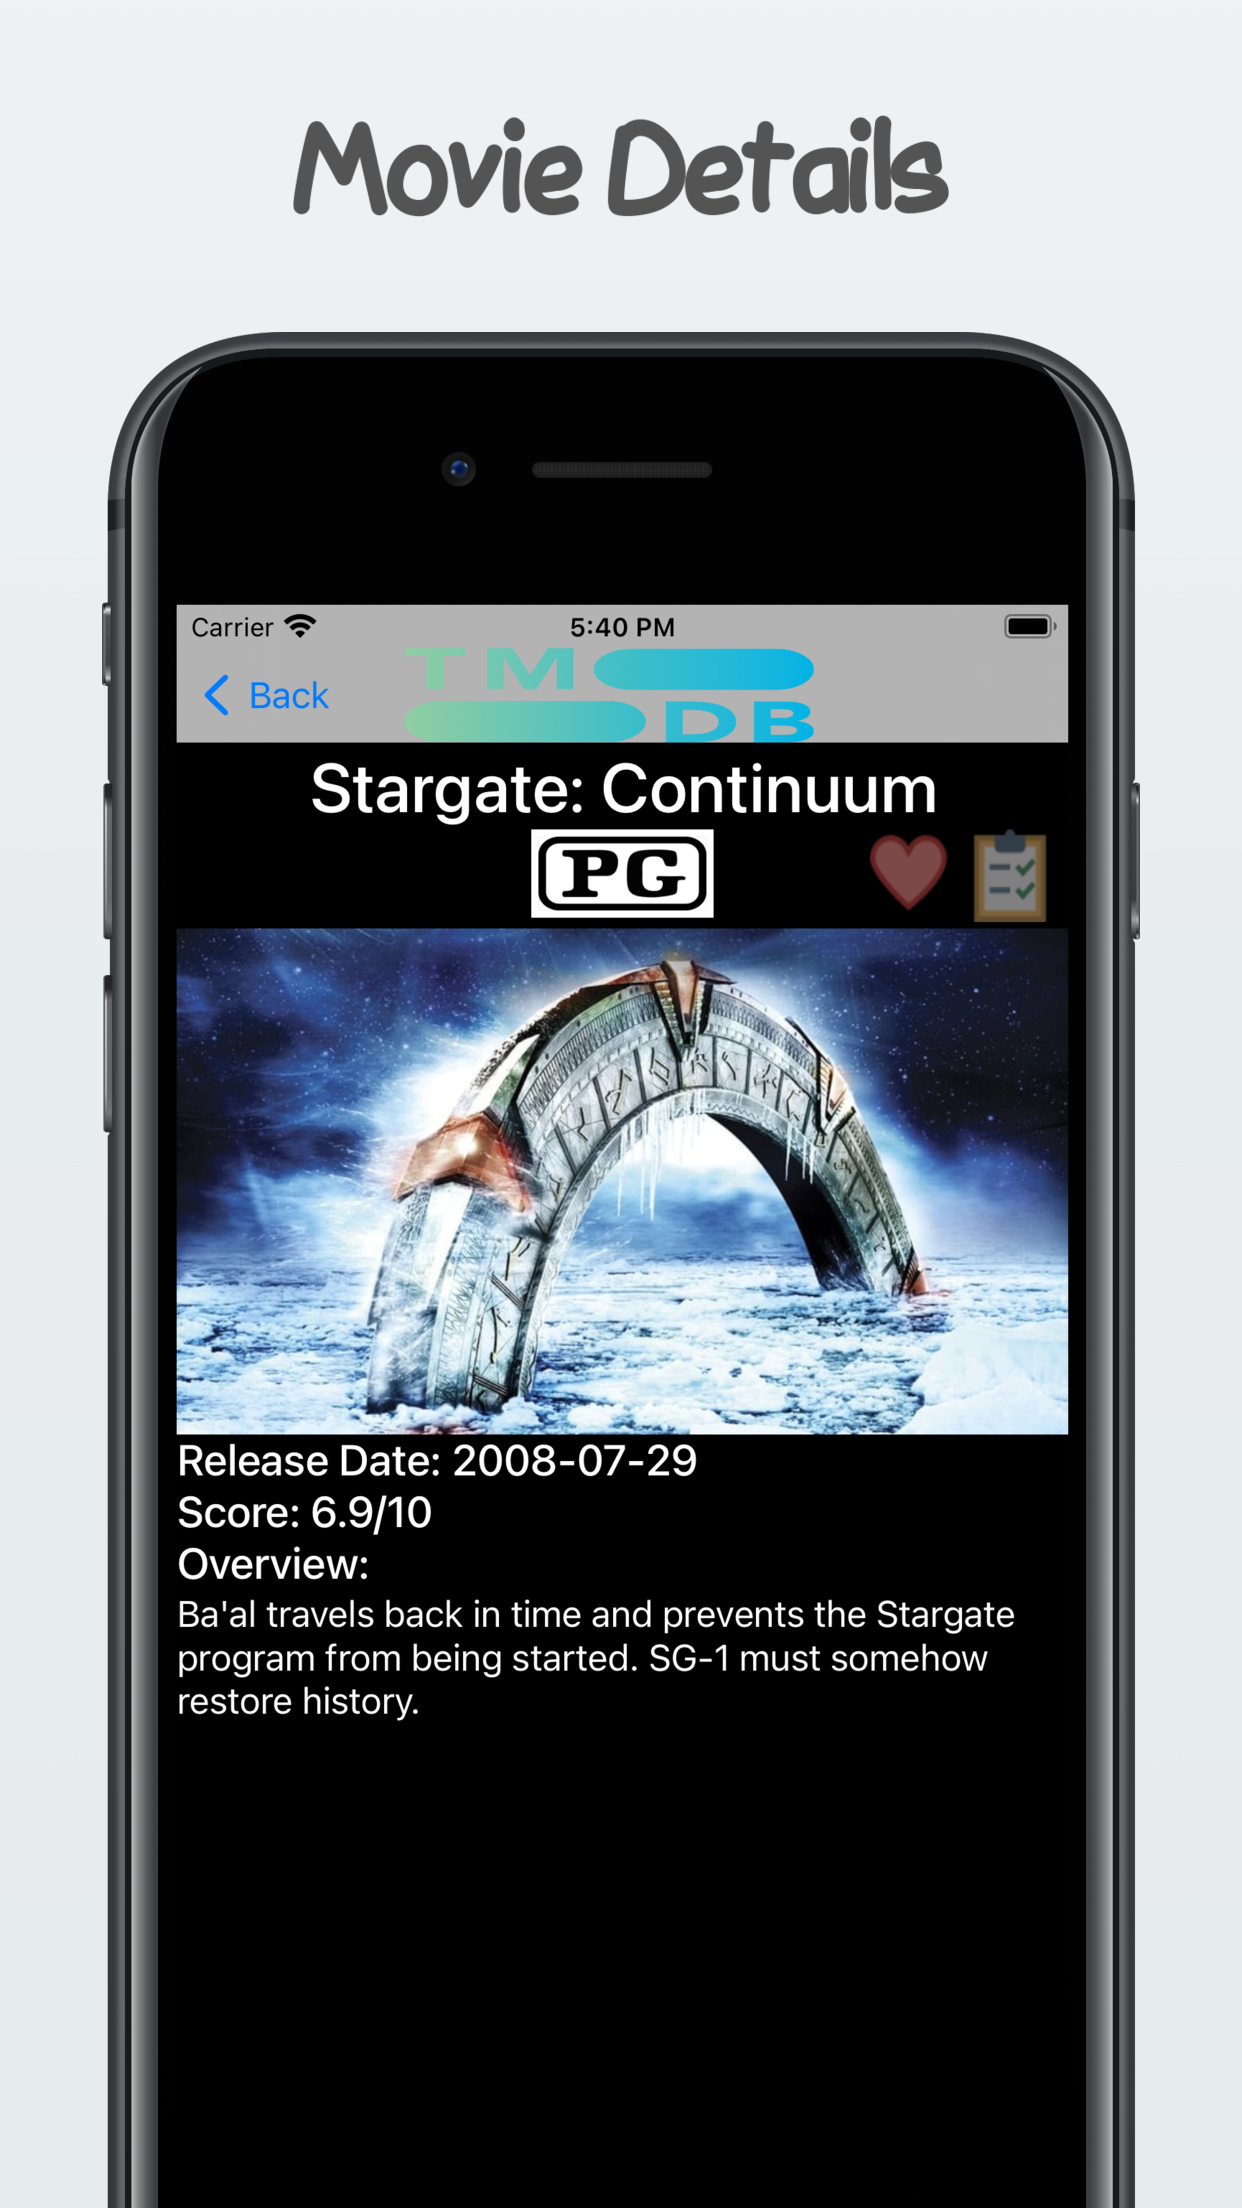 Movie Details
Carrier 5:40 PM
Back
TM
DB
Stargate: Continuum
PG
Release Date: 2008-07-29
Score: 6.9/10
Overview:
Ba'al travels back in time and prevents the Stargate
program from being started. SG-1 must somehow
restore history.